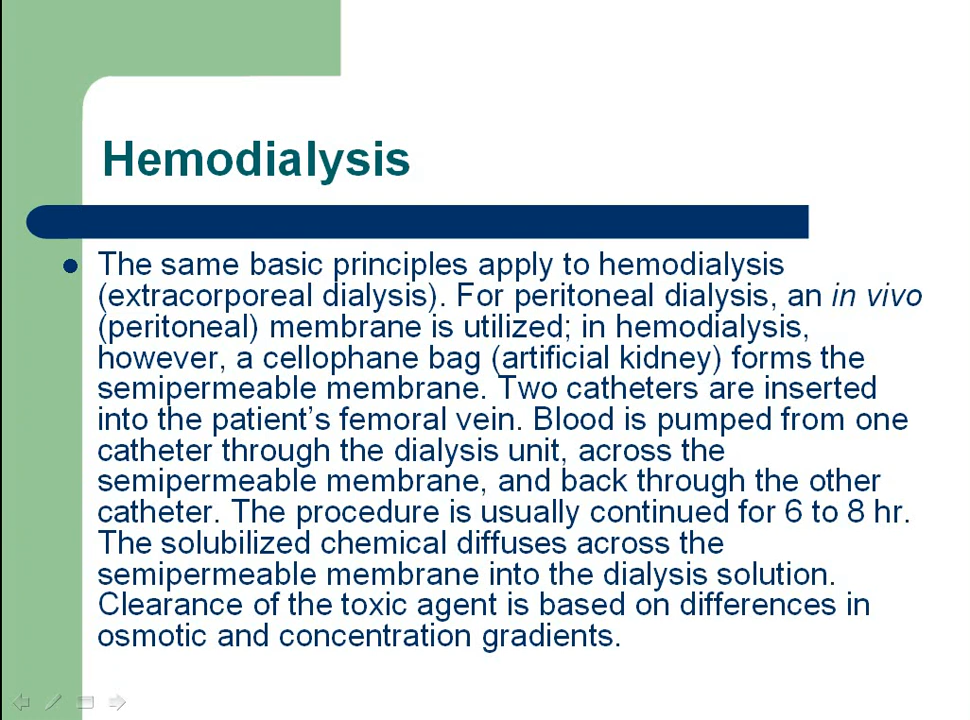 Hemodialysis
The same basic principles apply to hemodialysis
(extracorporeal dialysis). For peritoneal dialysis, an in vivo
(peritoneal) membrane is utilized; in hemodialysis,
however, a cellophane bag (artificial kidney) forms the
semipermeable membrane. Two catheters are inserted
into the patient's femoral vein. Blood is pumped from one
catheter through the dialysis unit, across the
semipermeable membrane, and back through the other
catheter. The procedure is usually continued for 6 to 8 hr.
The solubilized chemical diffuses across the
semipermeable membrane into the dialysis solution.
Clearance of the toxic agent is based on differences in
osmotic and concentration gradients.